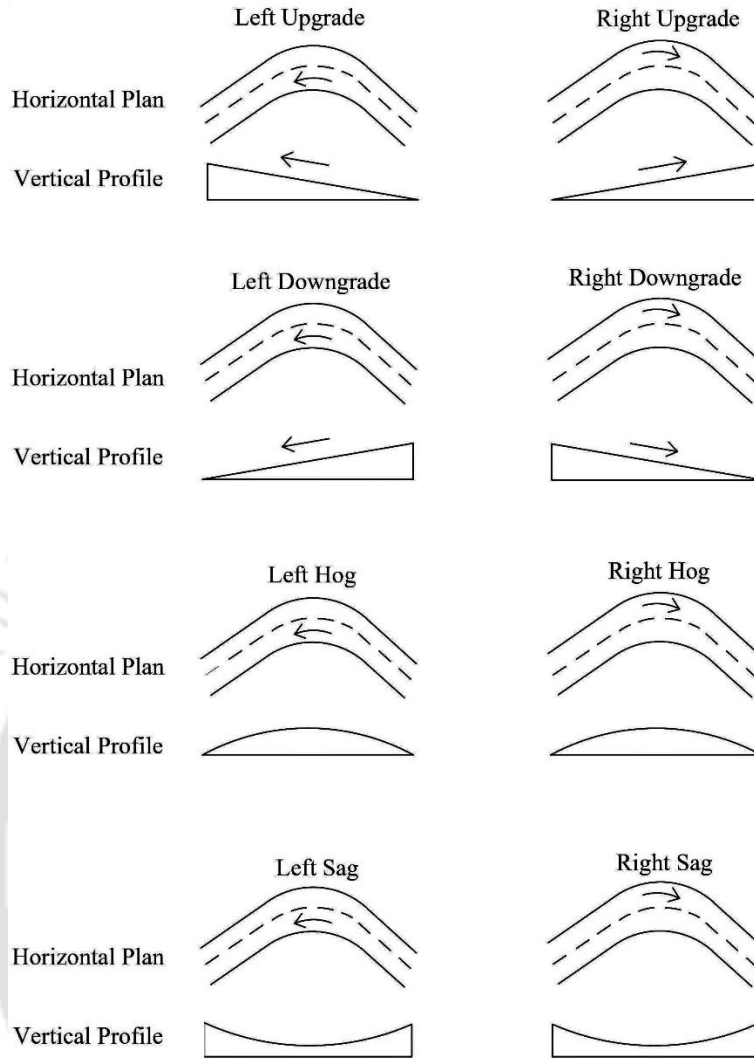 Left Upgrade Right Upgrade
Horizontal Plan
Vertical Profile
Left Downgrade Right Downgrade
Horizontal Plan
Vertical Profile
Left Hog Right Hog
Horizontal Plan
Vertical Profile
Left Sag Right Sag
Horizontal Plan
Vertical Profile